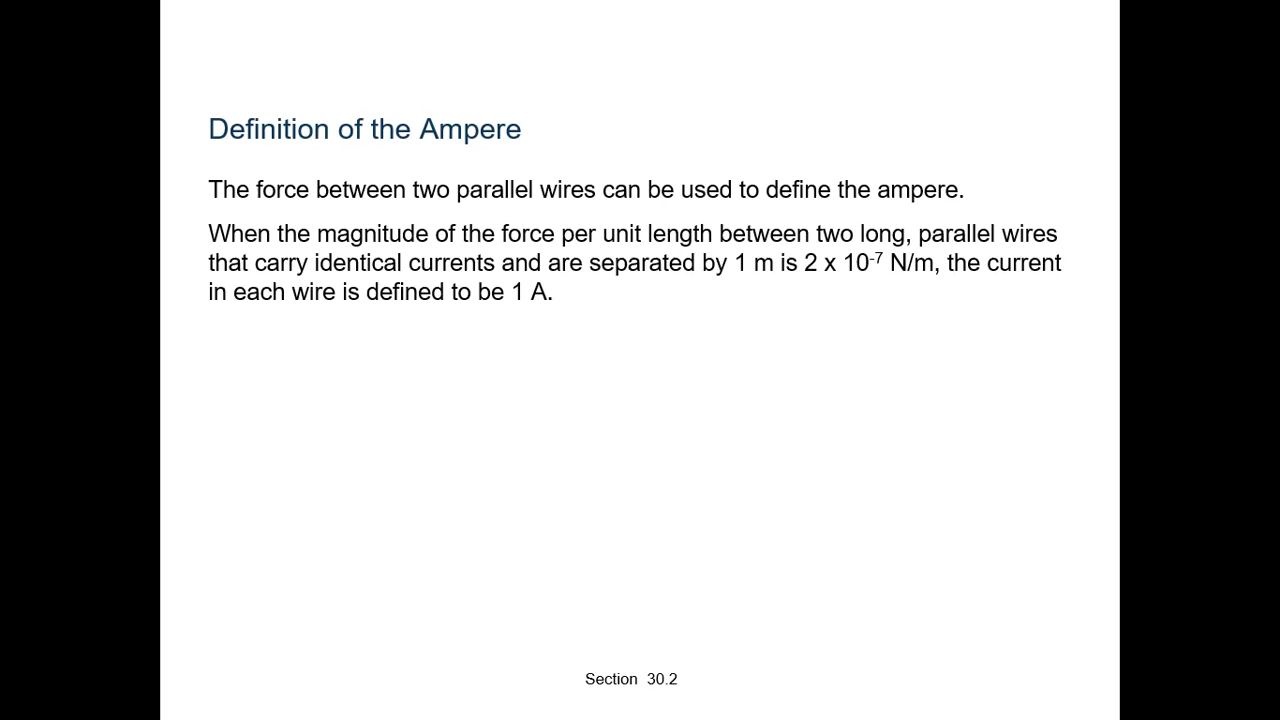 Definition of the Ampere
The force between two parallel wires can be used to define the ampere.
When the magnitude of the force per unit length between two long, parallel wires
that carry identical currents and are separated by 1 m is 2 x 10⁻⁷ N/m, the current
in each wire is defined to be 1 A.
Section 30.2